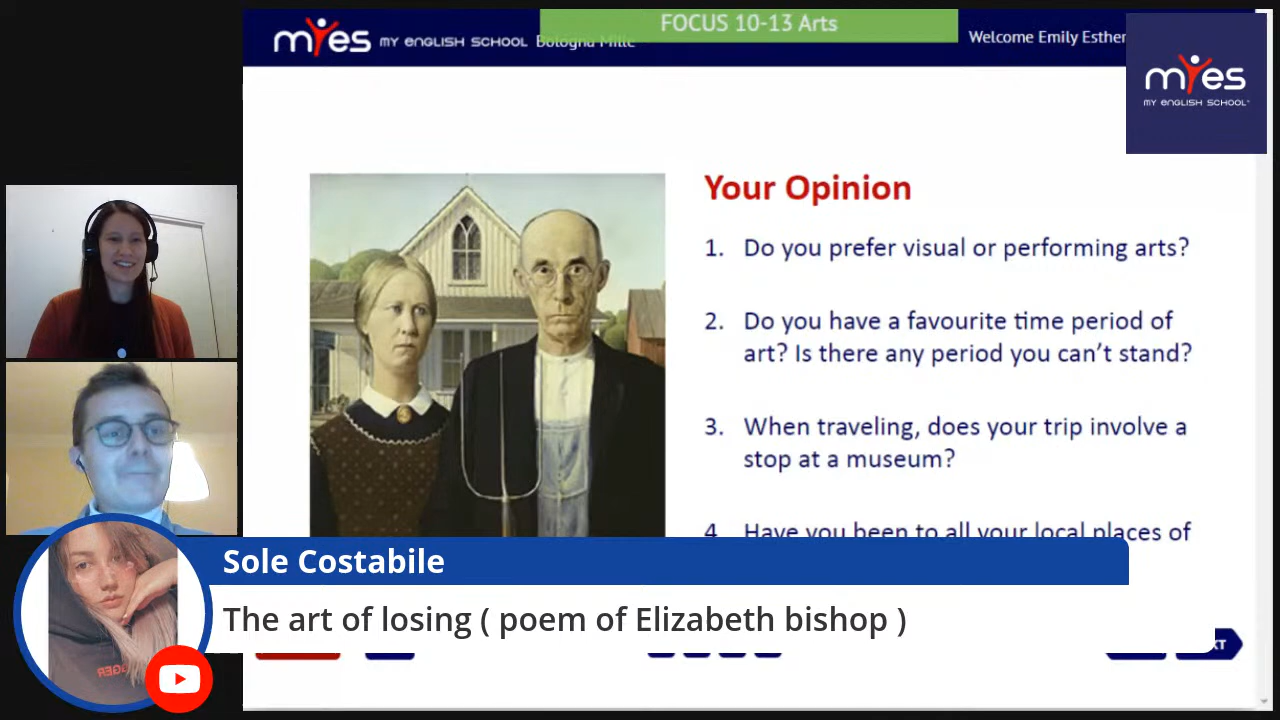 FOCUS 10-13 Arts
myes MY ENGLISH SCHOOL Bologna Mille
Welcome Emily Esther
myes
MY ENGLISH SCHOOL
Your Opinion
1. Do you prefer visual or performing arts?
2. Do you have a favourite time period of
art? Is there any period you can't stand?
3. When traveling, does your trip involve a
stop at a museum?
4. Have you been to all your local places of
Sole Costabile
The art of losing ( poem of Elizabeth bishop )